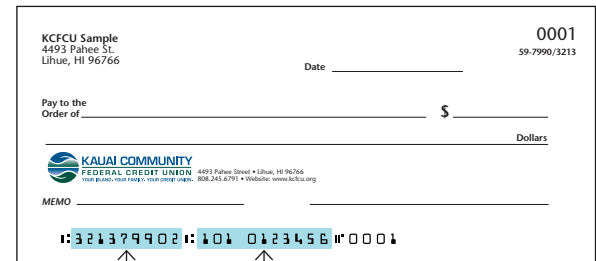 KCFCU Sample 0001
4493 Pahee St. 59-7990/3213
Lihue, HI 96766
Date
Pay to the
Order of $
Dollars
KAUAI COMMUNITY
FEDERAL CREDIT UNION 4493 Pahee Street • Lihue, HI 96766
YOUR ISLAND. YOUR FAMILY. YOUR CREDIT UNION. 808.245.6791 • Website: www.kcfcu.org
MEMO
⑆321379902⑆101 0123456⑈0001